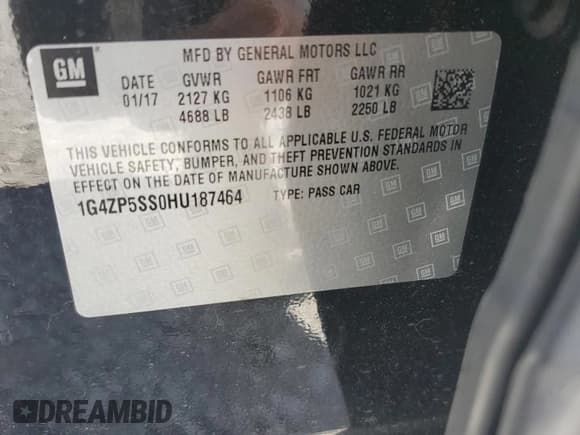 GM
MFD BY GENERAL MOTORS LLC
DATE GVWR GAWR FRT GAWR RR
01/17 2127 KG 1106 KG 1021 KG
4688 LB 2438 LB 2250 LB
THIS VEHICLE CONFORMS TO ALL APPLICABLE U.S. FEDERAL MOTOR
VEHICLE SAFETY, BUMPER, AND THEFT PREVENTION STANDARDS IN
EFFECT ON THE DATE OF MANUFACTURE SHOWN ABOVE.
1G4ZP5SS0HU187464 TYPE: PASS CAR
DREAMBID